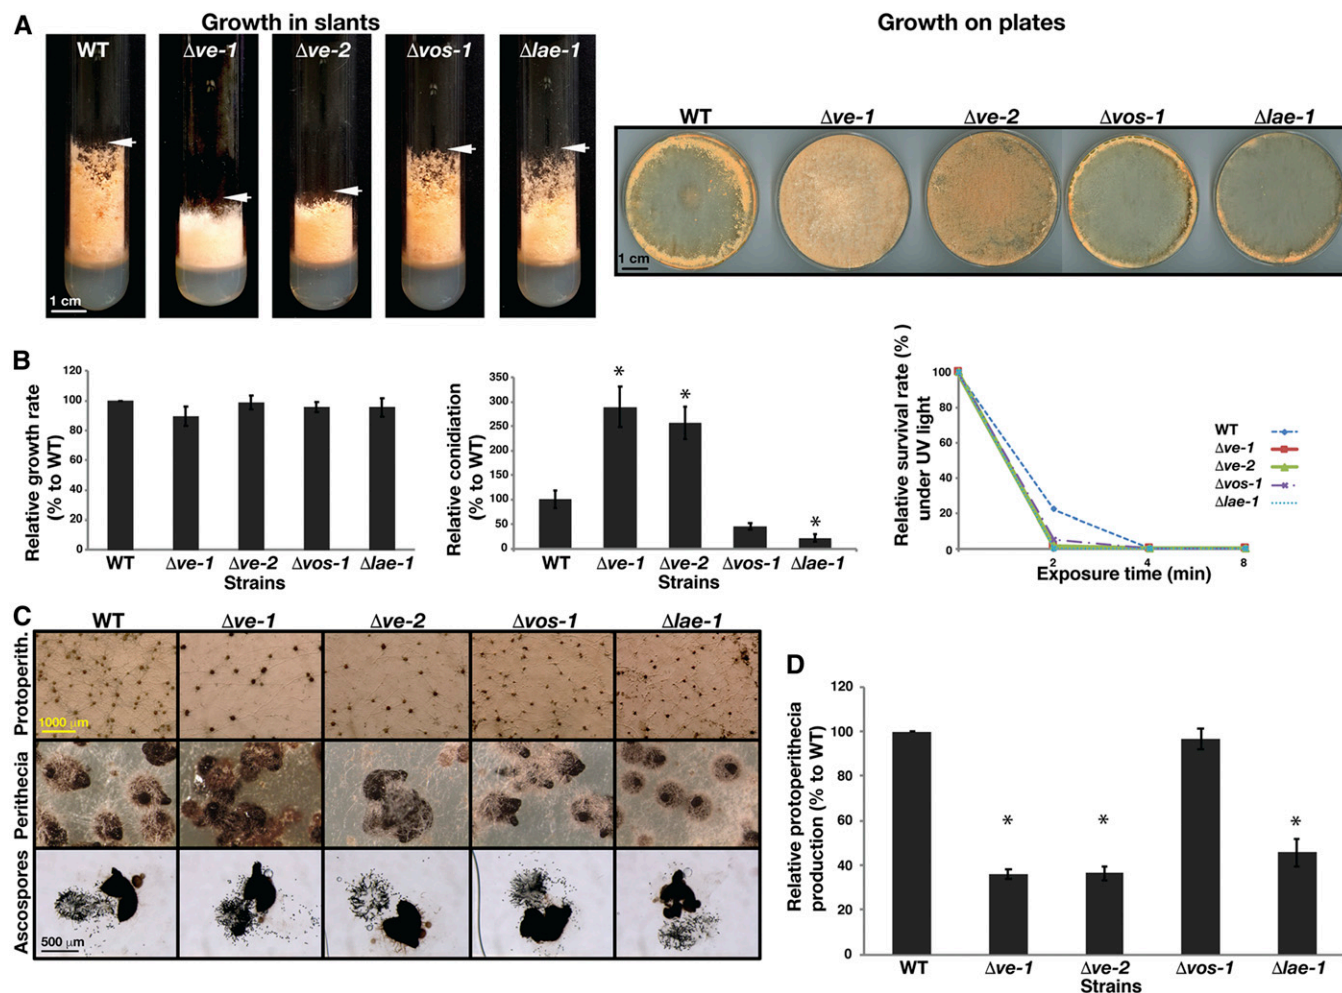 A
Growth in slants
Growth on plates
WT Δve-1 Δve-2 Δvos-1 Δlae-1
1 cm
WT Δve-1 Δve-2 Δvos-1 Δlae-1
1 cm
B
Relative growth rate
(% to WT)
120
100
80
60
40
20
0
WT Δve-1 Δve-2 Δvos-1 Δlae-1
Strains
Relative conidiation
(% to WT)
350
300
250
200
150
100
50
0
* * *
WT Δve-1 Δve-2 Δvos-1 Δlae-1
Strains
Relative survival rate (%)
under UV light
100
80
60
40
20
0
2 4 8
Exposure time (min)
WT
Δve-1
Δve-2
Δvos-1
Δlae-1
C
WT Δve-1 Δve-2 Δvos-1 Δlae-1
Protoperith.
1000 μm
Perithecia
Ascospores
500 μm
D
Relative protoperithecia
production (% to WT)
120
100
80
60
40
20
0
* * *
WT Δve-1 Δve-2 Δvos-1 Δlae-1
Strains